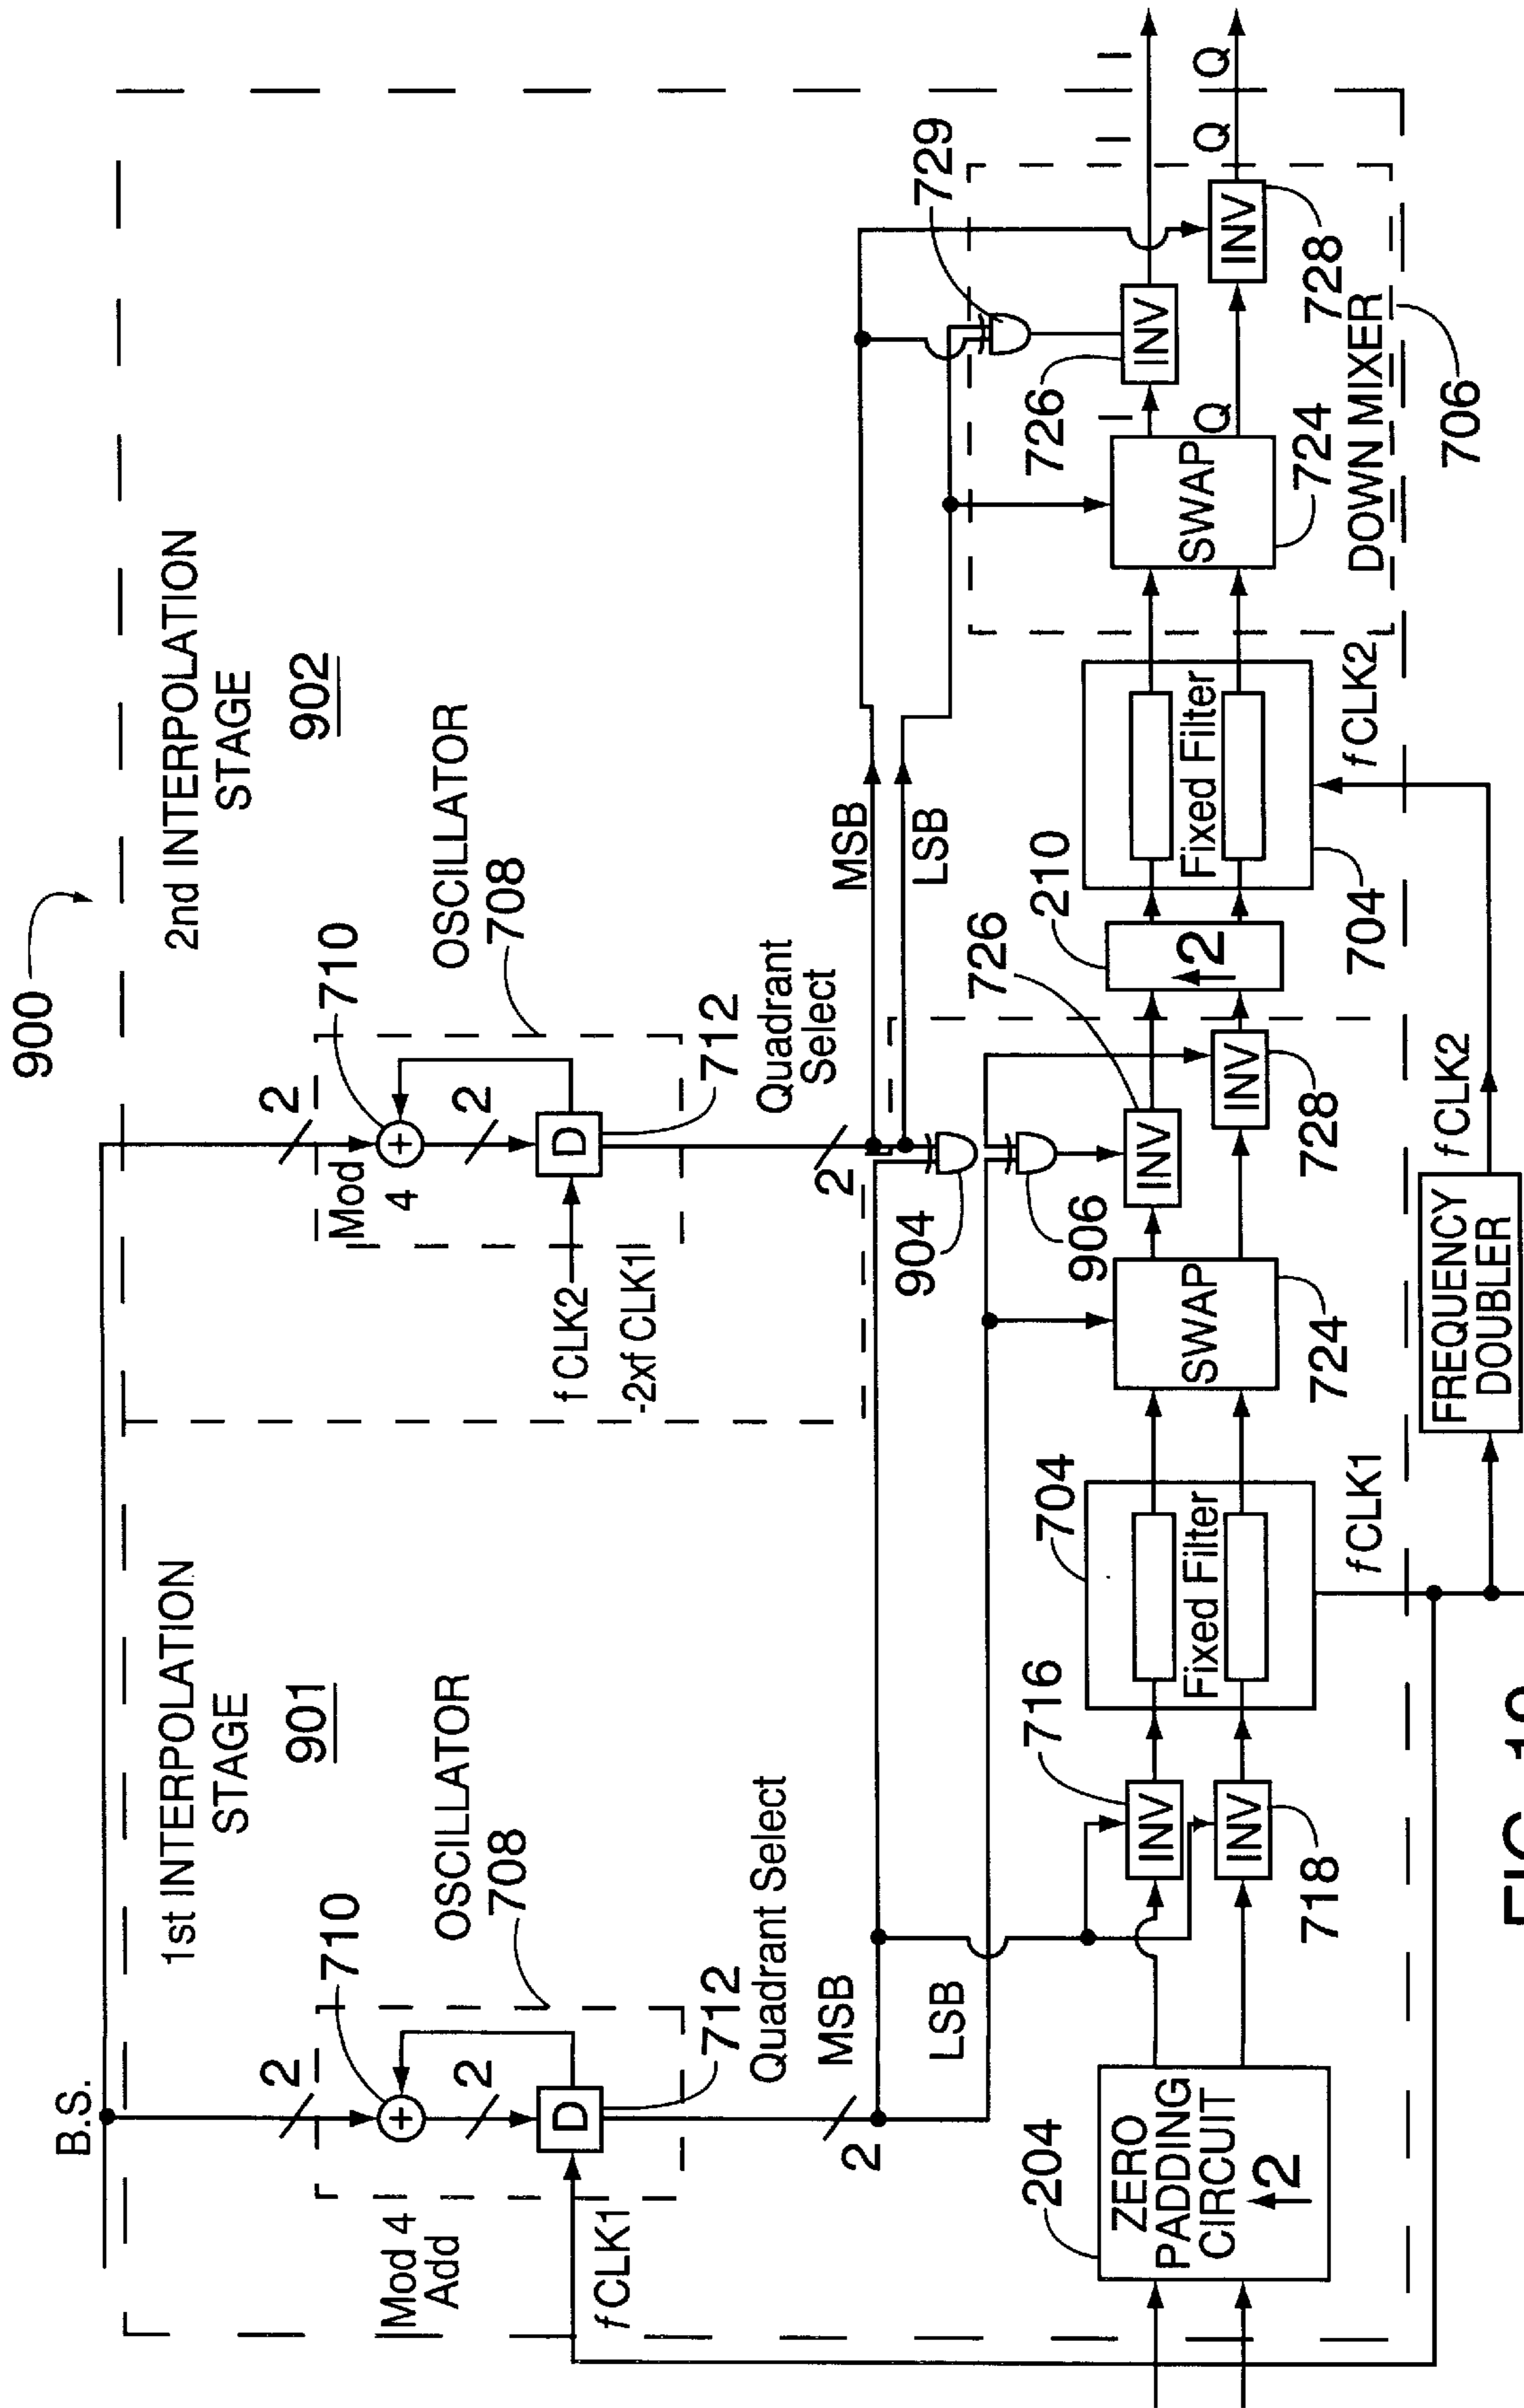 900
B.S.
1st INTERPOLATION
STAGE
901
2nd INTERPOLATION
STAGE
902
2
710
Mod 4
Add
2
OSCILLATOR
708
D
712
fCLK1
Quadrant Select
2
MSB
LSB
2
710
Mod
4
2
OSCILLATOR
708
D
712
f CLK2
-2xf CLK1
Quadrant
Select
2
MSB
LSB
904
906
729
204
ZERO
PADDING
CIRCUIT
2
716
INV
INV
718
704
Fixed Filter
fCLK1
SWAP
724
726
INV
INV
728
210
2
Fixed Filter
704
fCLK2
SWAP
724
I
Q
726
INV
INV
728
I
I
Q
Q
DOWN MIXER
706
FREQUENCY
DOUBLER
fCLK2